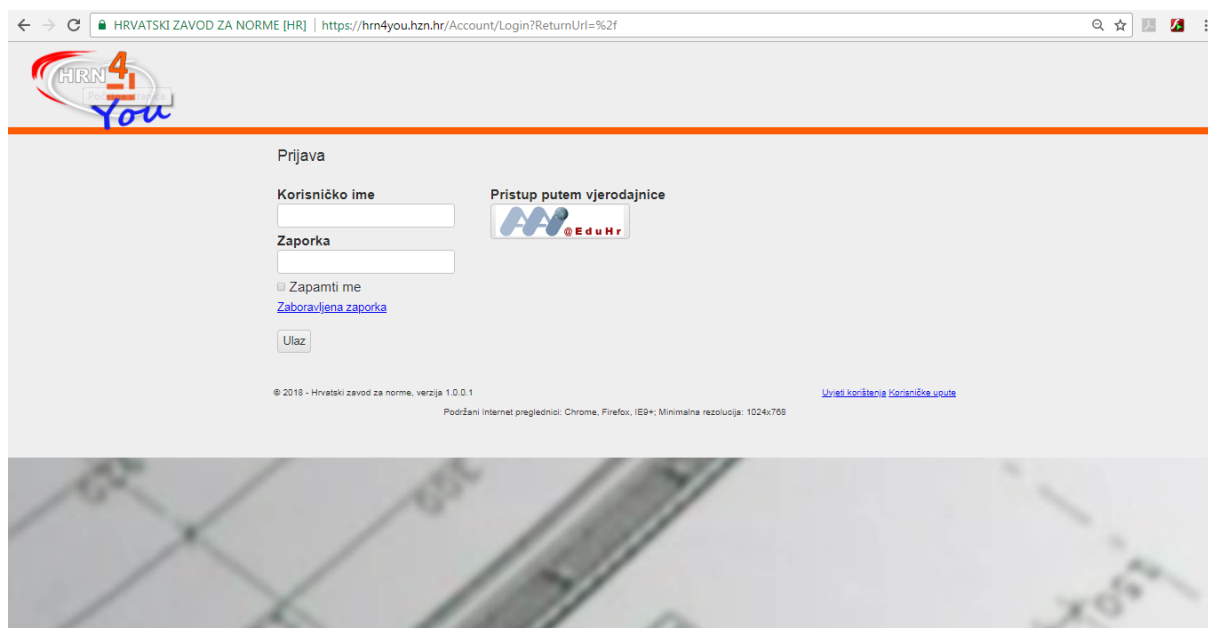 HRVATSKI ZAVOD ZA NORME [HR] | https://hrn4you.hzn.hr/Account/Login?ReturnUrl=%2f
HRN
4
You
Prijava
Korisničko ime
Pristup putem vjerodajnice
@EduHr
Zaporka
Zapamti me
Zaboravljena zaporka
Ulaz
© 2018 - Hrvatski zavod za norme, verzija 1.0.0.1
Uvjeti korištenja Korisničke upute
Podržani Internet preglednici: Chrome, Firefox, IE9+; Minimalna rezolucija: 1024x768